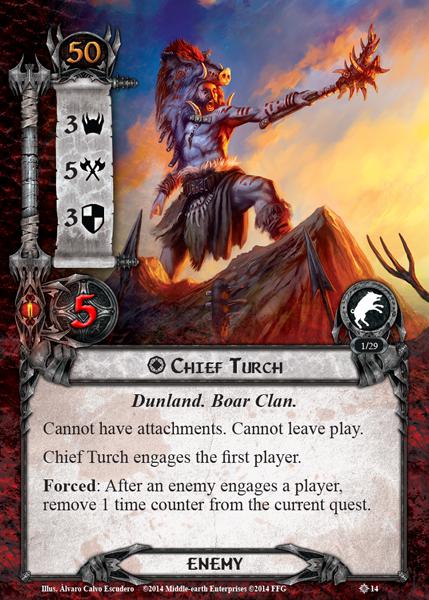 50
3
5
3
5
1/29
Chief Turch
Dunland. Boar Clan.
Cannot have attachments. Cannot leave play.
Chief Turch engages the first player.
Forced: After an enemy engages a player,
remove 1 time counter from the current quest.
ENEMY
Illus. Álvaro Calvo Escudero ©2014 Middle-earth Enterprises ©2014 FFG 14